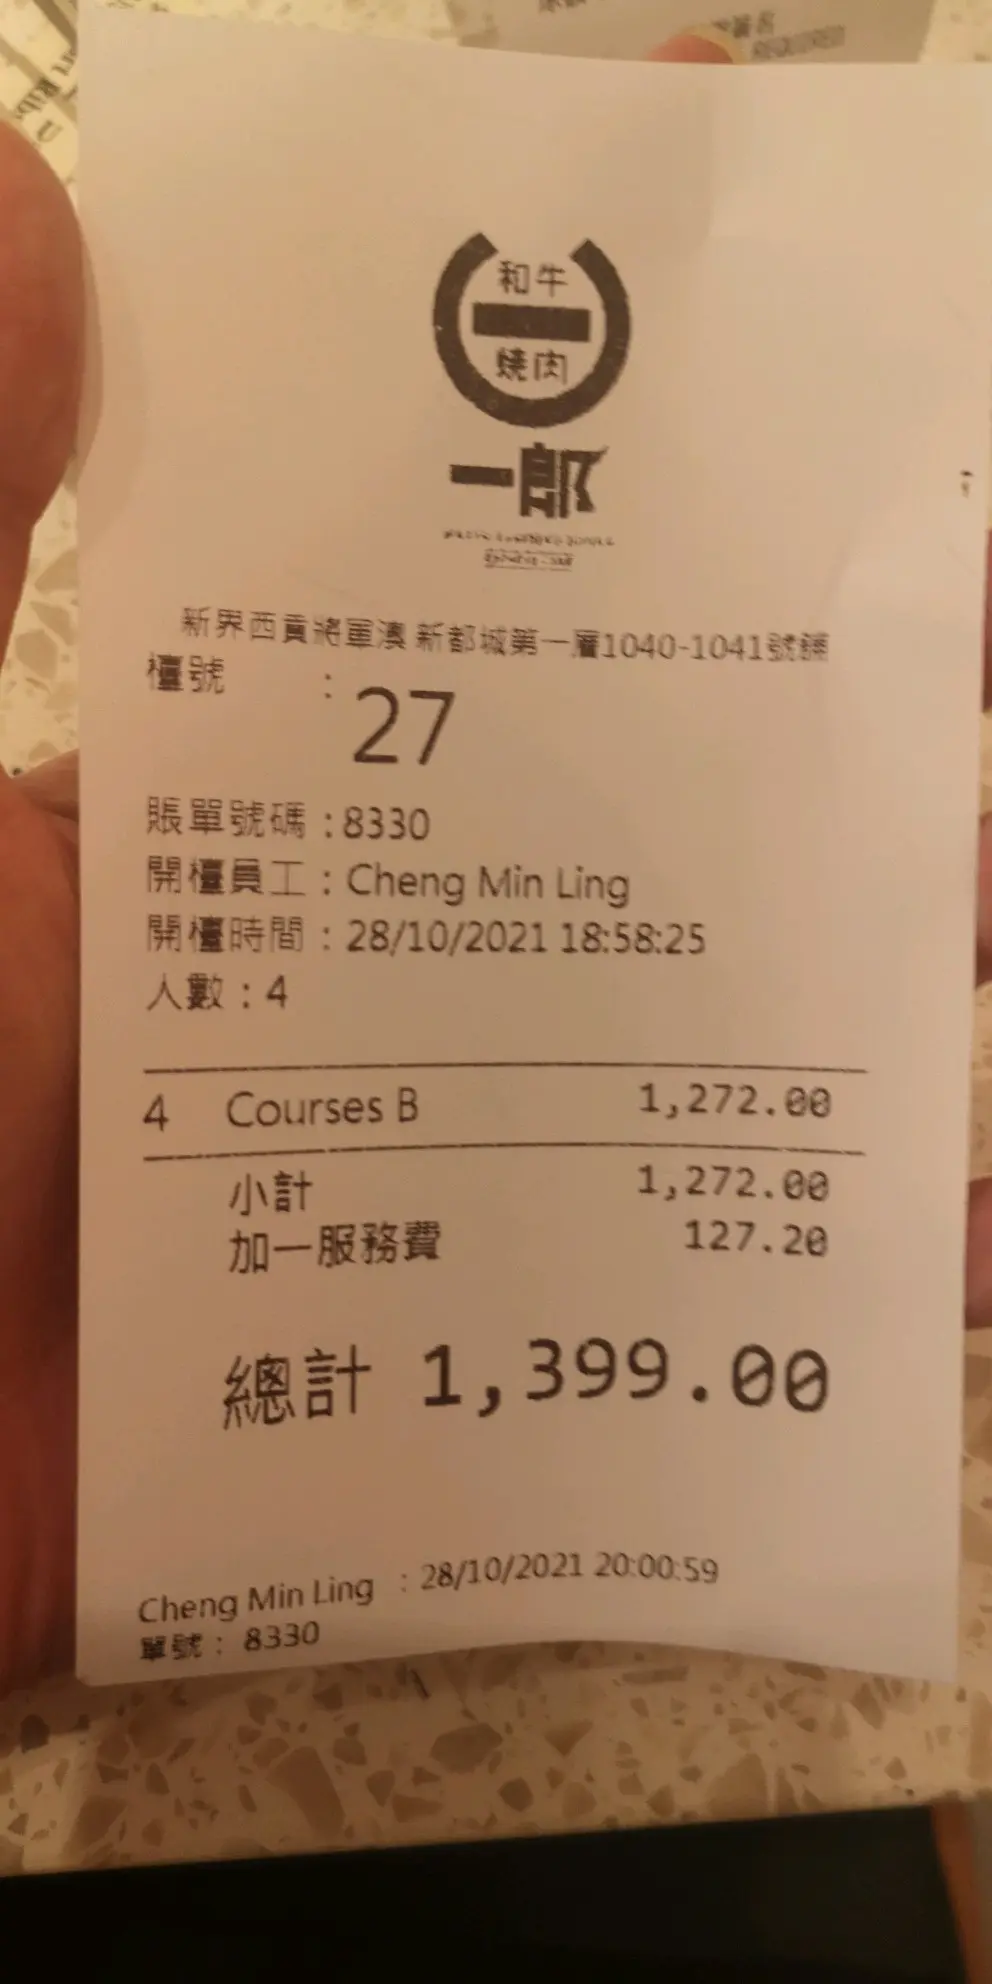 和牛
燒肉
一郎
新界西貢將軍澳 新都城第一層1040-1041號舖
檯號 :
27
賬單號碼 : 8330
開檯員工 : Cheng Min Ling
開檯時間 : 28/10/2021 18:58:25
人數 : 4
4 Courses B 1,272.00
小計 1,272.00
加一服務費 127.20
總計 1,399.00
Cheng Min Ling : 28/10/2021 20:00:59
單號 : 8330